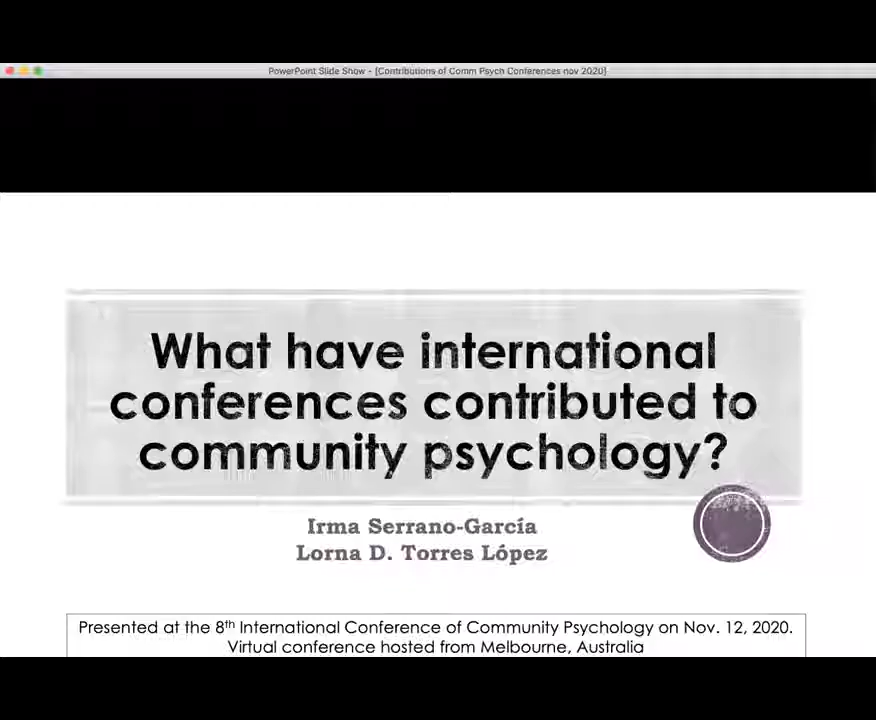 PowerPoint Slide Show - [Contributions of Comm Psych Conferences nov 2020]
What have international
conferences contributed to
community psychology?
Irma Serrano-García
Lorna D. Torres López
Presented at the 8th International Conference of Community Psychology on Nov. 12, 2020.
Virtual conference hosted from Melbourne, Australia